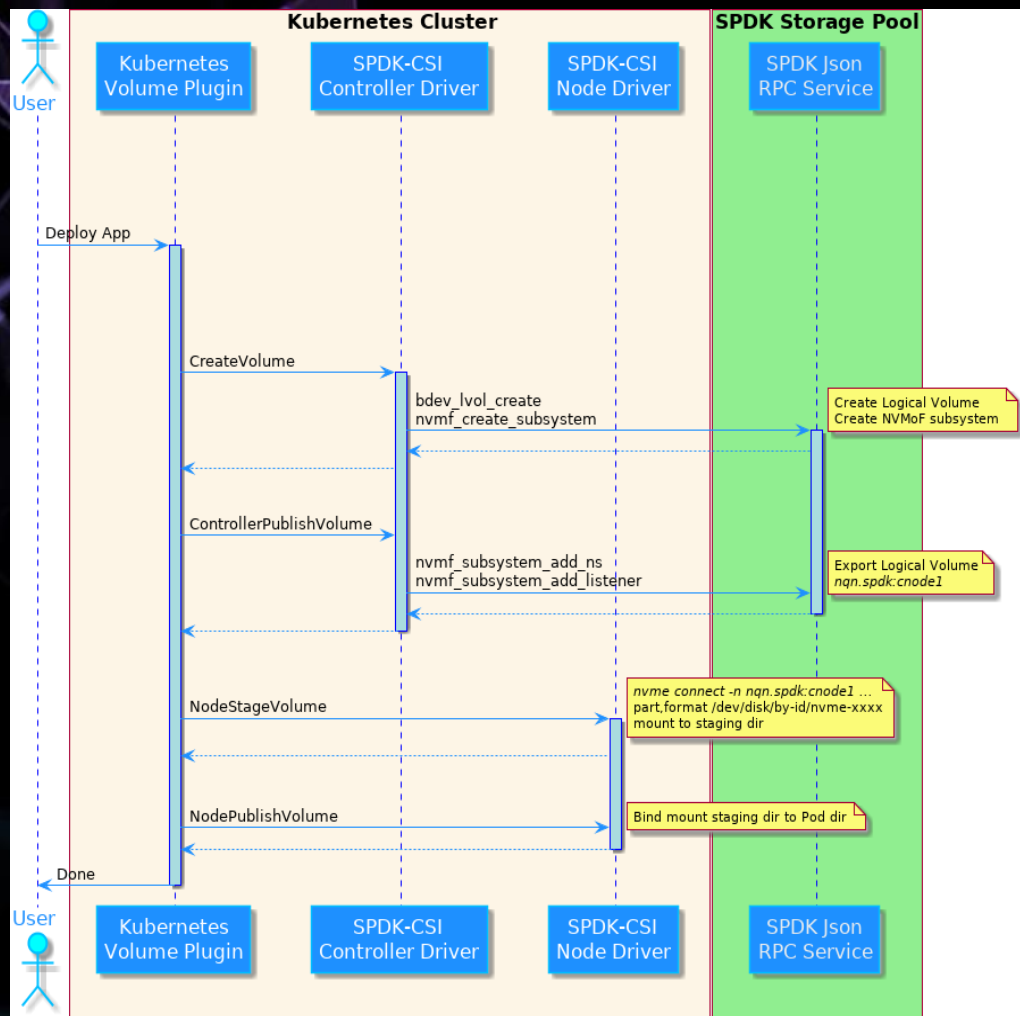 Kubernetes Cluster
SPDK Storage Pool
User
Kubernetes
Volume Plugin
SPDK-CSI
Controller Driver
SPDK-CSI
Node Driver
SPDK Json
RPC Service
Deploy App
CreateVolume
bdev_lvol_create
nvmf_create_subsystem
Create Logical Volume
Create NVMoF subsystem
ControllerPublishVolume
nvmf_subsystem_add_ns
nvmf_subsystem_add_listener
Export Logical Volume
nqn.spdk:cnode1
NodeStageVolume
nvme connect -n nqn.spdk:cnode1 ...
part,format /dev/disk/by-id/nvme-xxxx
mount to staging dir
NodePublishVolume
Bind mount staging dir to Pod dir
Done
User
Kubernetes
Volume Plugin
SPDK-CSI
Controller Driver
SPDK-CSI
Node Driver
SPDK Json
RPC Service